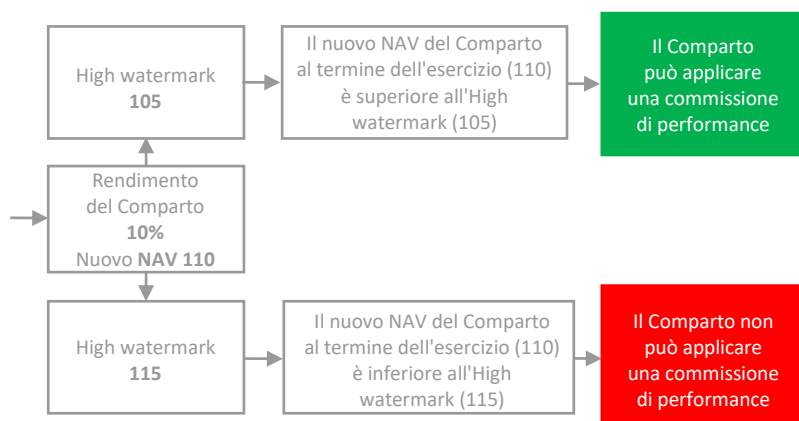 High watermark
105
Il nuovo NAV del Comparto
al termine dell'esercizio (110)
è superiore all'High
watermark (105)
Il Comparto
può applicare
una commissione
di performance
Rendimento
del Comparto
10%
Nuovo NAV 110
High watermark
115
Il nuovo NAV del Comparto
al termine dell'esercizio (110)
è inferiore all'High
watermark (115)
Il Comparto non
può applicare
una commissione
di performance